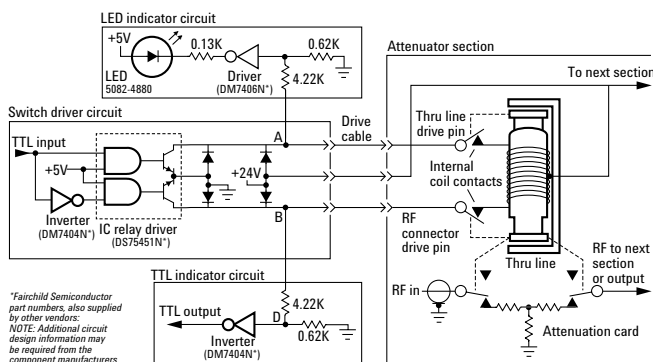 LED indicator circuit
+5V
0.13K
0.62K
LED
5082-4880
Driver
(DM7406N*)
4.22K
Attenuator section
To next section
Switch driver circuit
TTL input
A
Drive
cable
Thru line
drive pin
+5V
+24V
Internal
coil contacts
Inverter
(DM7404N*)
IC relay driver
(DS75451N*)
B
RF
connector
drive pin
Thru line
RF to next
section
or output
TTL indicator circuit
RF in
*Fairchild Semiconductor
part numbers, also supplied
by other vendors:
NOTE: Additional circuit
design information may
be required from the
component manufacturers
TTL output
4.22K
D
Inverter
(DM7404N*)
0.62K
Attenuation card